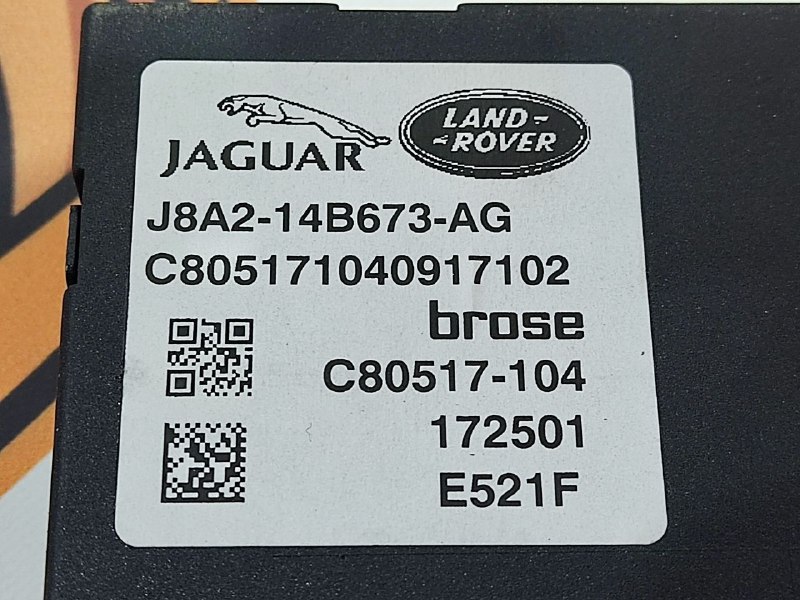 JAGUAR
LAND-
-ROVER
J8A2-14B673-AG
C805171040917102
brose
C80517-104
172501
E521F